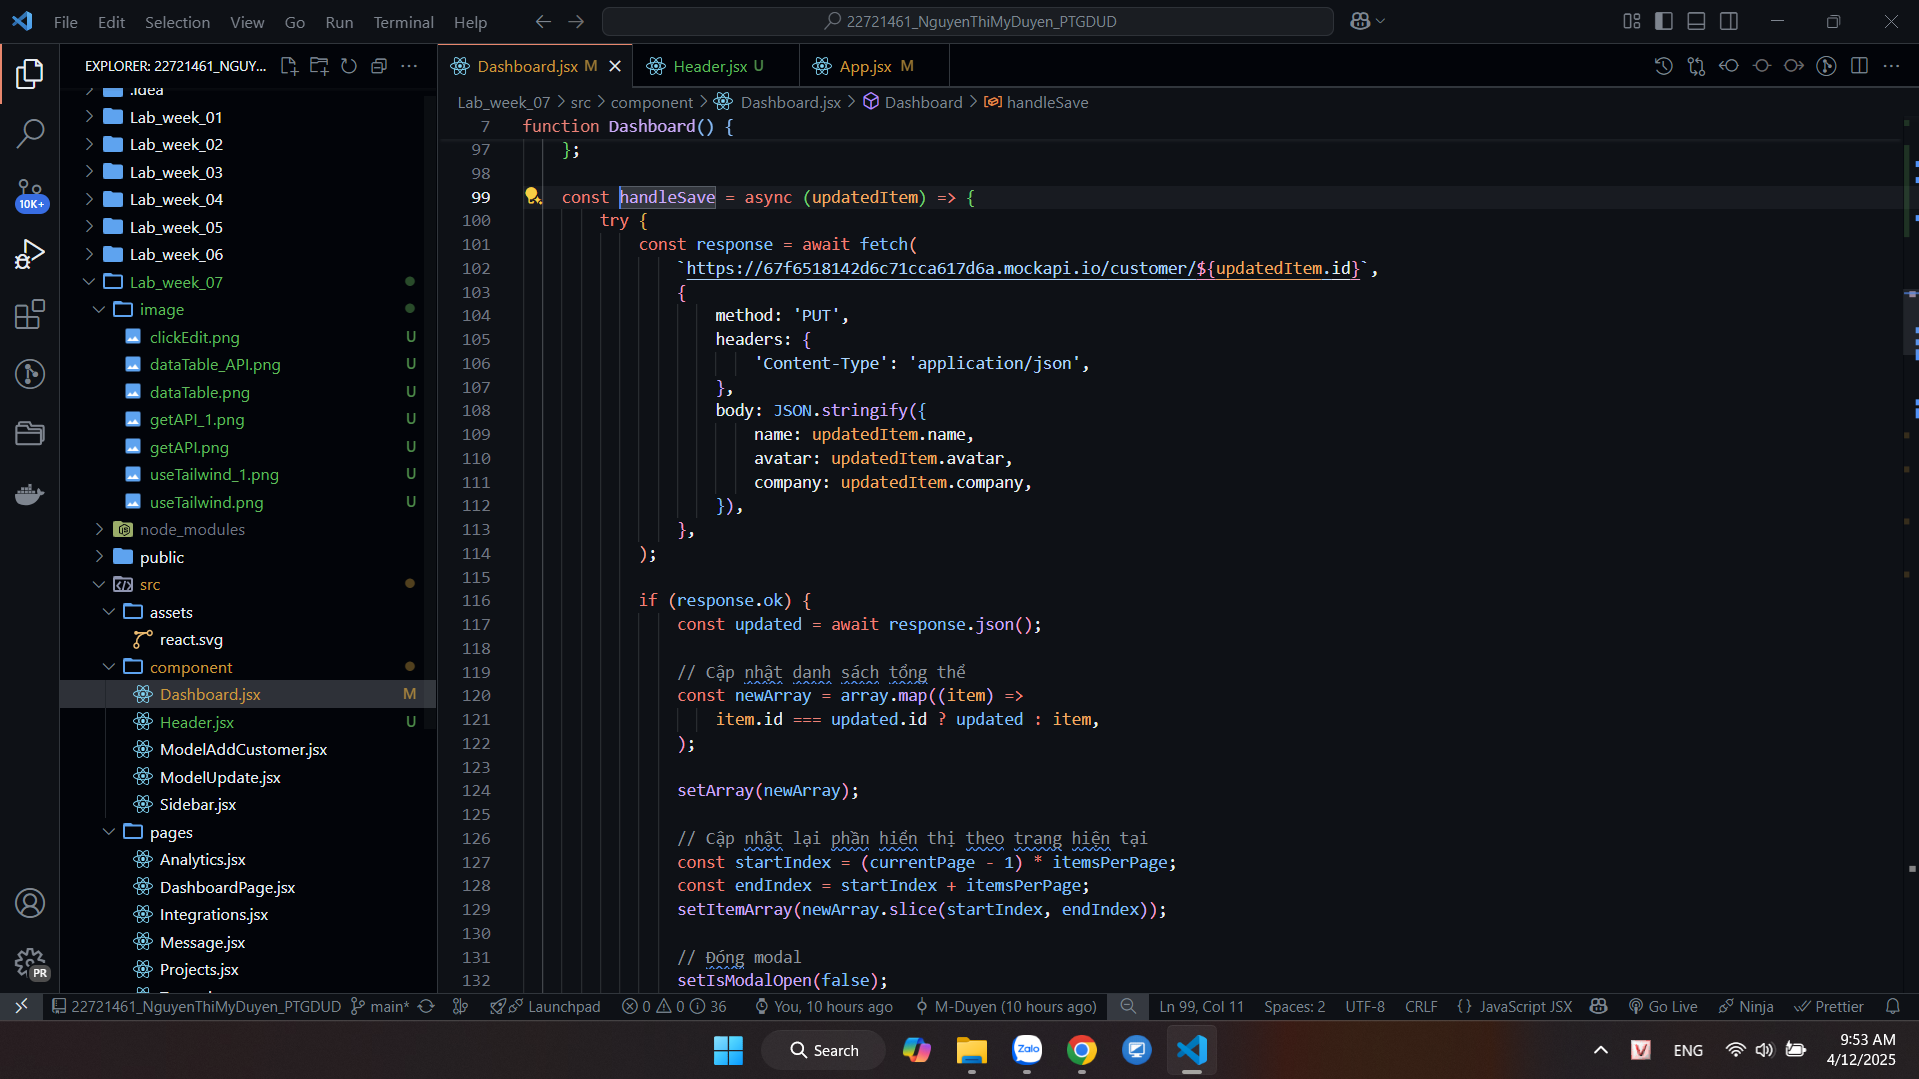 File Edit Selection View Go Run Terminal Help
22721461_NguyenThiMyDuyen_PTGDUD
EXPLORER: 22721461_NGUY...
.idea
Lab_week_01
Lab_week_02
Lab_week_03
Lab_week_04
Lab_week_05
Lab_week_06
Lab_week_07
image
clickEdit.png U
dataTable_API.png U
dataTable.png U
getAPI_1.png U
getAPI.png U
useTailwind_1.png U
useTailwind.png U
node_modules
public
src
assets
react.svg
component
Dashboard.jsx M
Header.jsx U
ModelAddCustomer.jsx
ModelUpdate.jsx
Sidebar.jsx
pages
Analytics.jsx
DashboardPage.jsx
Integrations.jsx
Message.jsx
Projects.jsx
10K+
PR
Dashboard.jsx M
Header.jsx U
App.jsx M
Lab_week_07 > src > component > Dashboard.jsx > Dashboard > handleSave
7 function Dashboard() {
97 };
98
99 const handleSave = async (updatedItem) => {
100 try {
101 const response = await fetch(
102 `https://67f6518142d6c71cca617d6a.mockapi.io/customer/${updatedItem.id}`,
103 {
104 method: 'PUT',
105 headers: {
106 'Content-Type': 'application/json',
107 },
108 body: JSON.stringify({
109 name: updatedItem.name,
110 avatar: updatedItem.avatar,
111 company: updatedItem.company,
112 }),
113 },
114 );
115
116 if (response.ok) {
117 const updated = await response.json();
118
119 // Cập nhật danh sách tổng thể
120 const newArray = array.map((item) =>
121 item.id === updated.id ? updated : item,
122 );
123
124 setArray(newArray);
125
126 // Cập nhật lại phần hiển thị theo trang hiện tại
127 const startIndex = (currentPage - 1) * itemsPerPage;
128 const endIndex = startIndex + itemsPerPage;
129 setItemArray(newArray.slice(startIndex, endIndex));
130
131 // Đóng modal
132 setIsModalOpen(false);
22721461_NguyenThiMyDuyen_PTGDUD main* Launchpad 0 0 36 You, 10 hours ago M-Duyen (10 hours ago) Ln 99, Col 11 Spaces: 2 UTF-8 CRLF {} JavaScript JSX Go Live Ninja Prettier
Search
Zalo
V
ENG
9:53 AM
4/12/2025